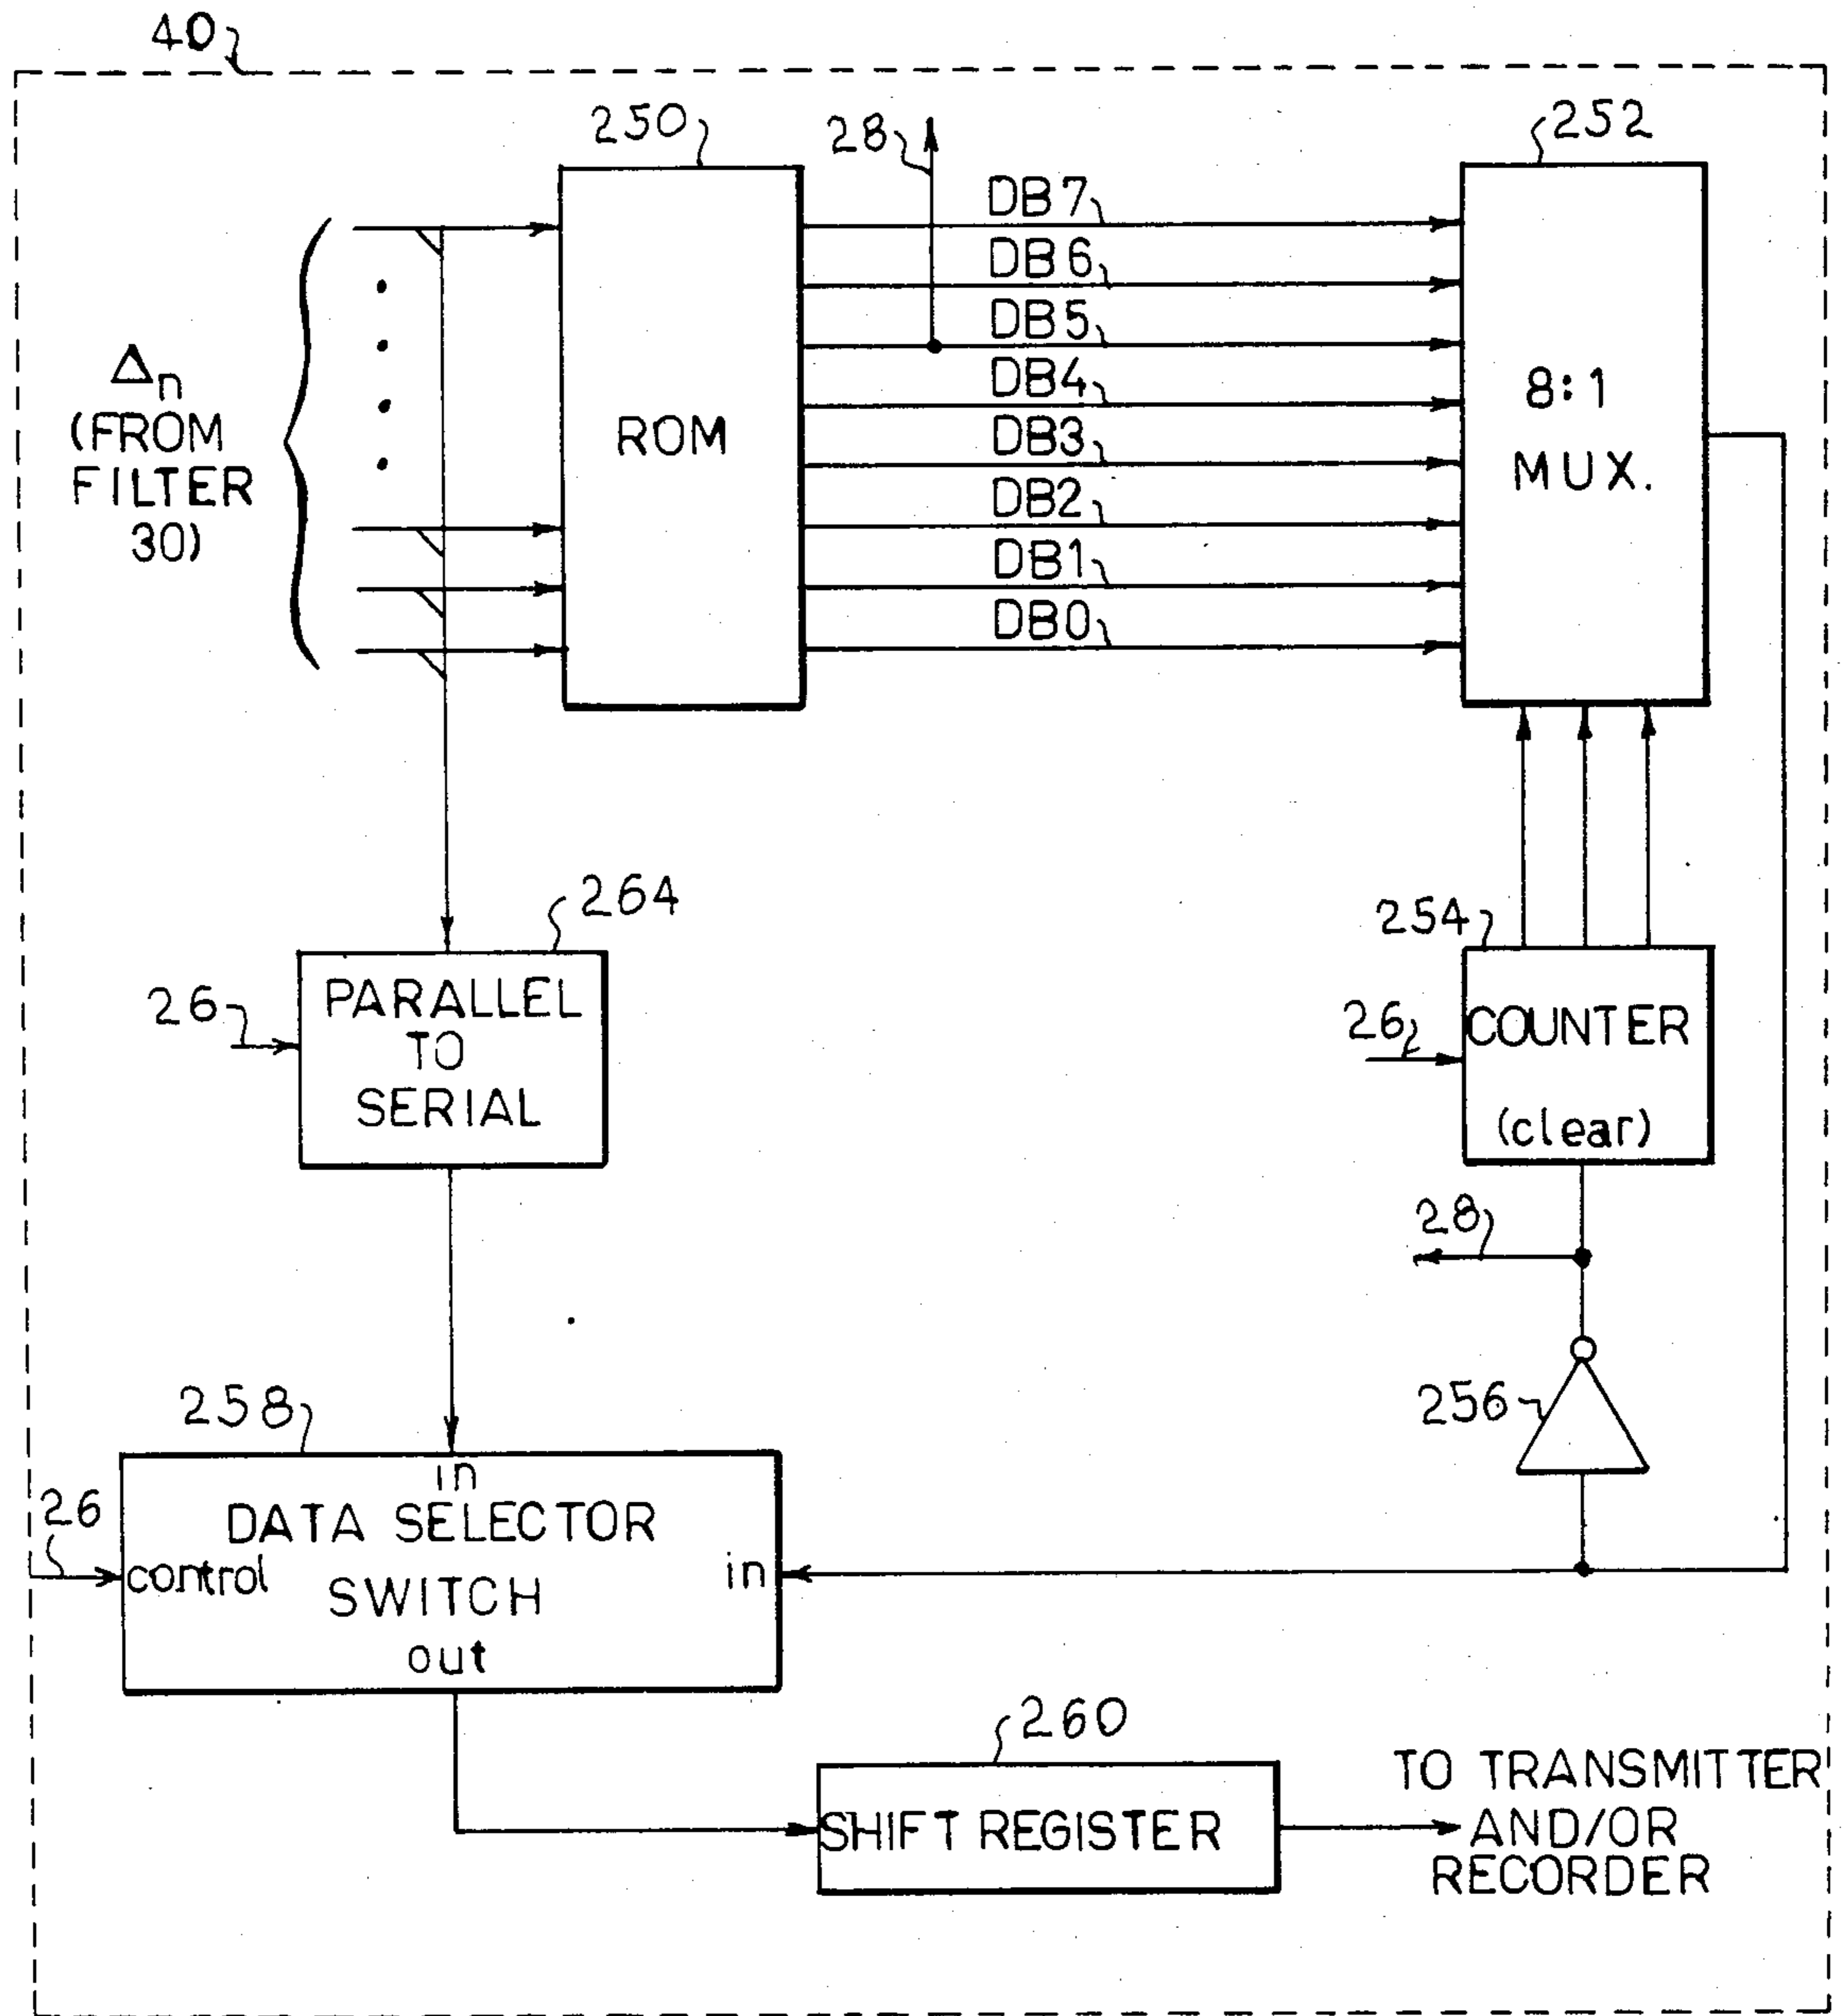 40
250
28
252
DB7
DB6
DB5
DB4
DB3
DB2
DB1
DB0
Δn
(FROM
FILTER
30)
ROM
8:1
MUX.
264
254
26
PARALLEL
TO
SERIAL
26
COUNTER
(clear)
28
258
256
26
in
DATA SELECTOR
control
in
SWITCH
out
260
SHIFT REGISTER
TO TRANSMITTER
AND/OR
RECORDER